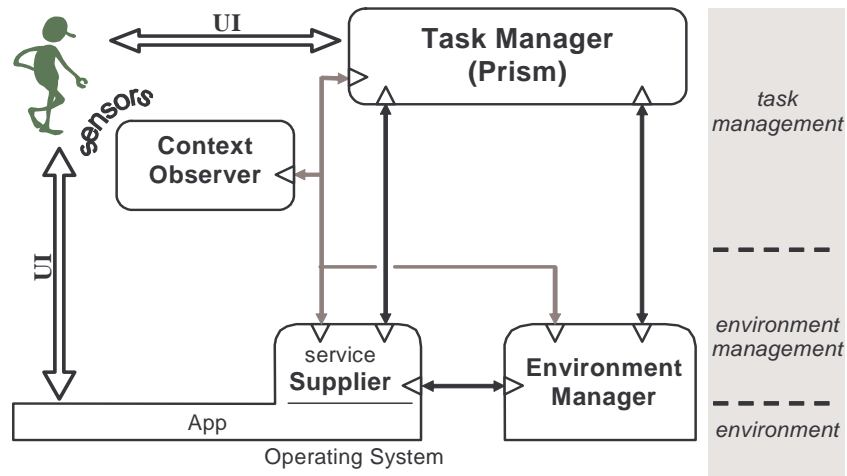 UI
Task Manager
(Prism)
sensors
Context
Observer
task
management
UI
service
Supplier
Environment
Manager
environment
management
App
environment
Operating System